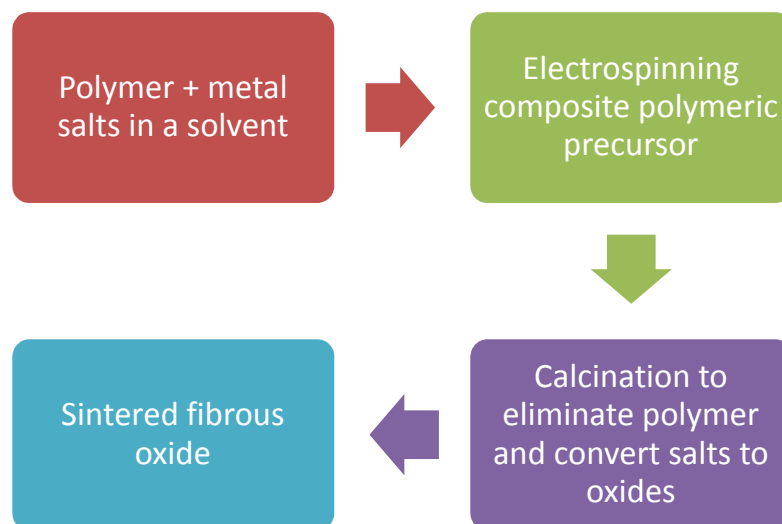 Polymer + metal
salts in a solvent
Electrospinning
composite polymeric
precursor
Calcination to
eliminate polymer
and convert salts to
oxides
Sintered fibrous
oxide